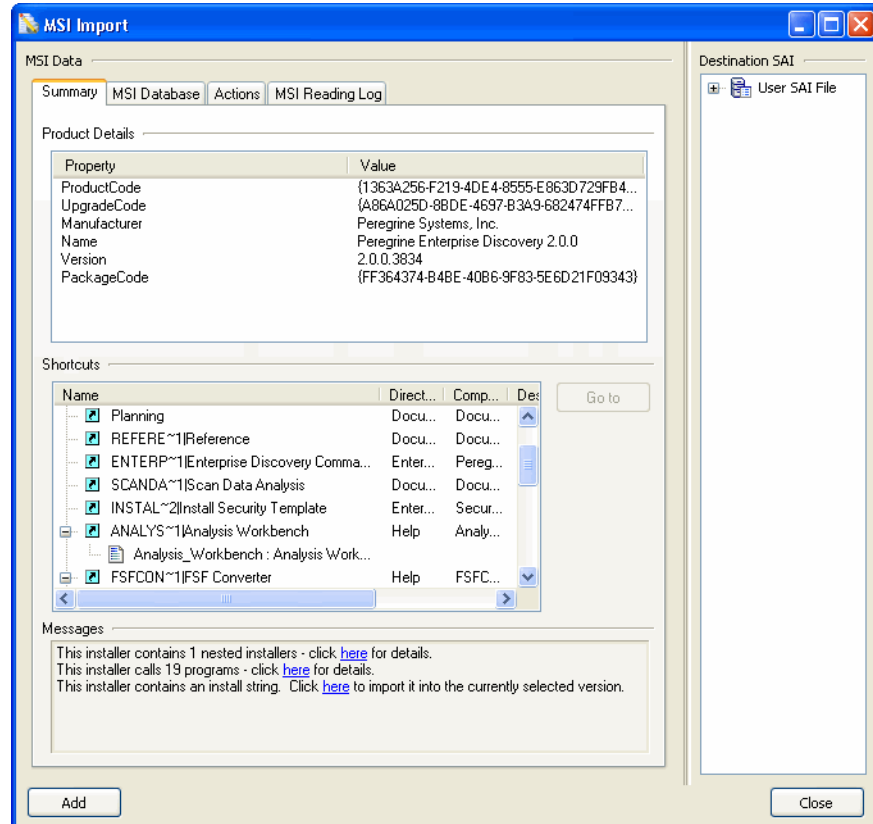 MSI Import
MSI Data
Destination SAI
Summary MSI Database Actions MSI Reading Log
User SAI File
Product Details
Property Value
ProductCode {1363A256-F219-4DE4-8555-E863D729FB4...
UpgradeCode {A86A025D-8BDE-4697-B3A9-682474FFB7...
Manufacturer Peregrine Systems, Inc.
Name Peregrine Enterprise Discovery 2.0.0
Version 2.0.0.3834
PackageCode {FF364374-B4BE-40B6-9F83-5E6D21F09343}
Shortcuts
Name Direct... Comp... Des
Go to
Planning Docu... Docu...
REFERE~1|Reference Docu... Docu...
ENTERP~1|Enterprise Discovery Comma... Enter... Pereg...
SCANDA~1|Scan Data Analysis Docu... Docu...
INSTAL~2|Install Security Template Enter... Secur...
ANALYS~1|Analysis Workbench Help Analy...
Analysis_Workbench : Analysis Work...
FSFCON~1|FSF Converter Help FSFC...
Messages
This installer contains 1 nested installers - click here for details.
This installer calls 19 programs - click here for details.
This installer contains an install string. Click here to import it into the currently selected version.
Add
Close